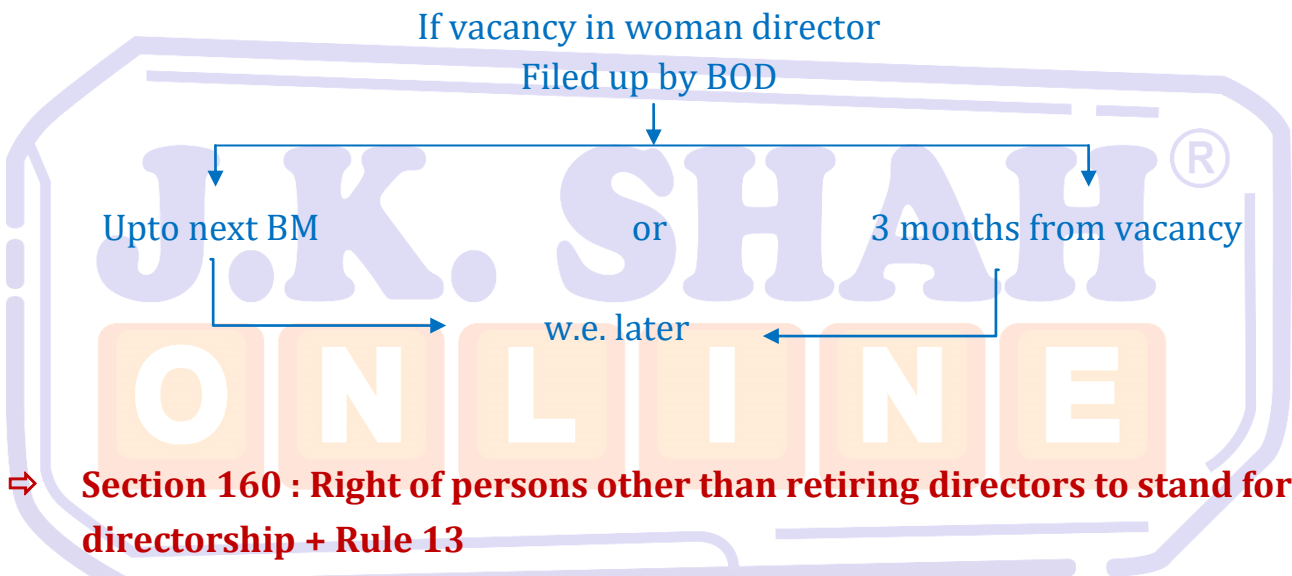 If vacancy in woman director
Filed up by BOD
J.K. SHAH®
Upto next BM or 3 months from vacancy
w.e. later
ONLINE
⇨ Section 160 : Right of persons other than retiring directors to stand for
directorship + Rule 13